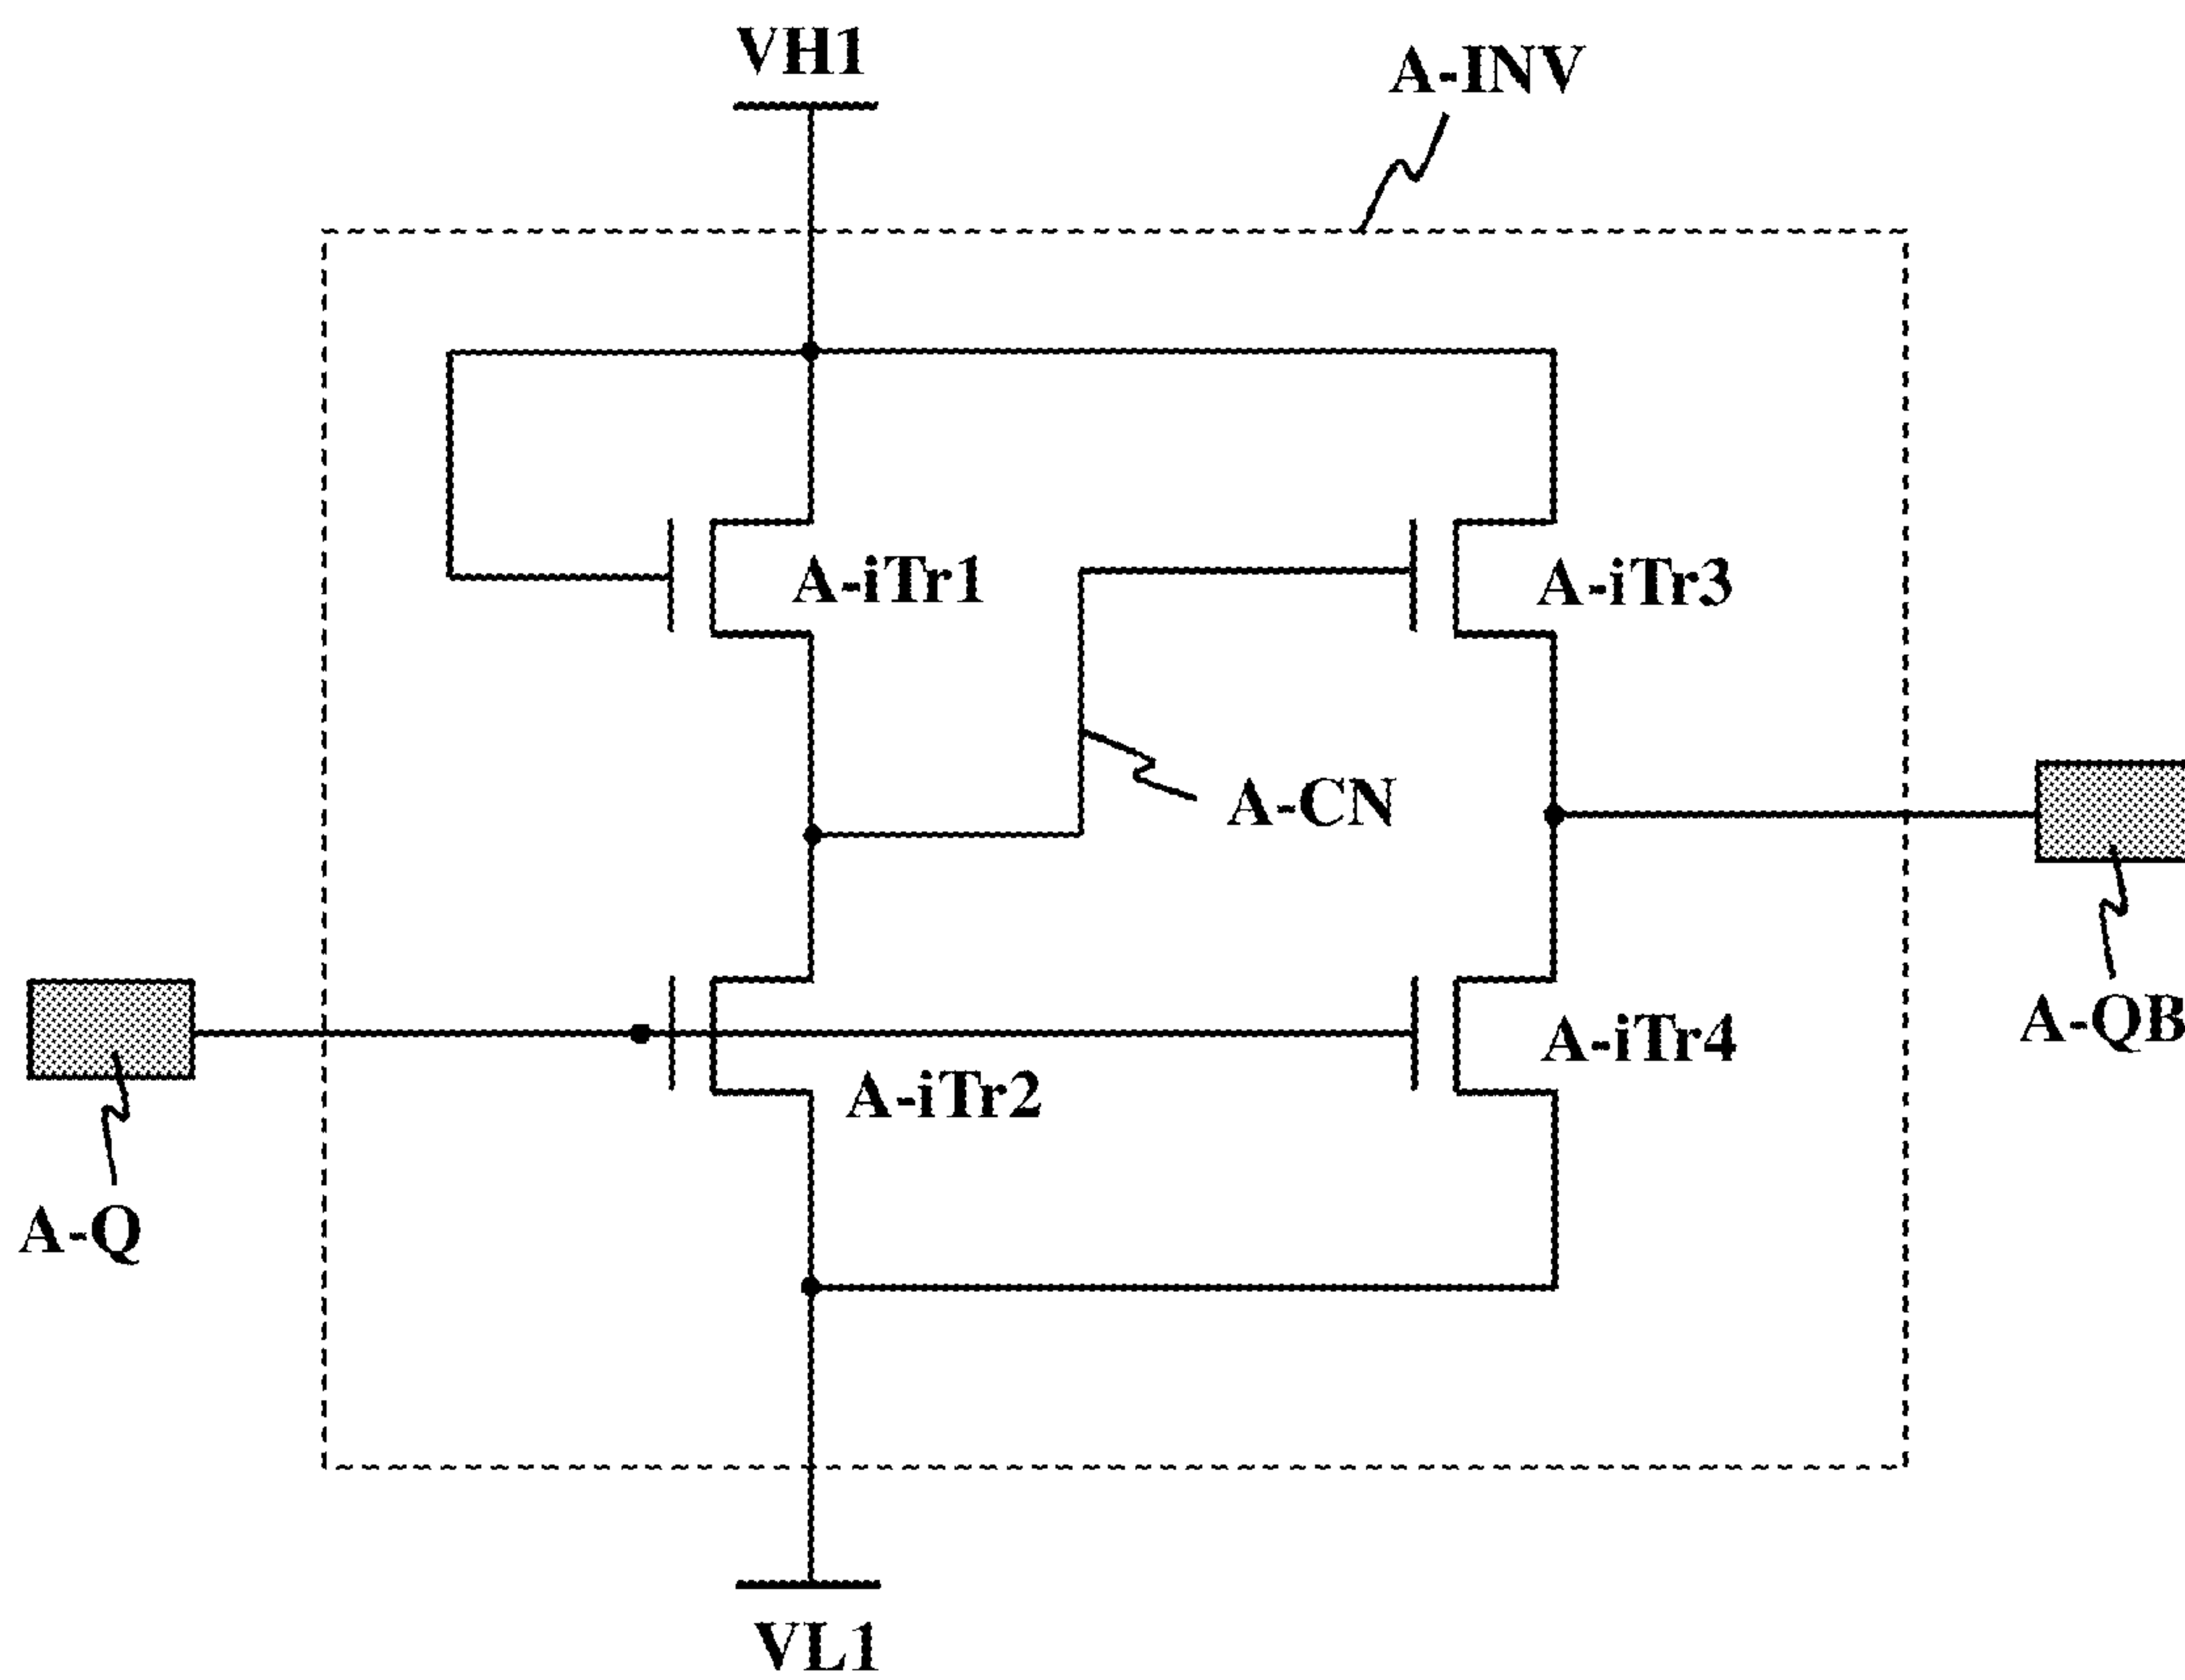 VH1
A-INV
A-iTr1
A-iTr3
A-CN
A-QB
A-iTr4
A-iTr2
A-Q
VL1